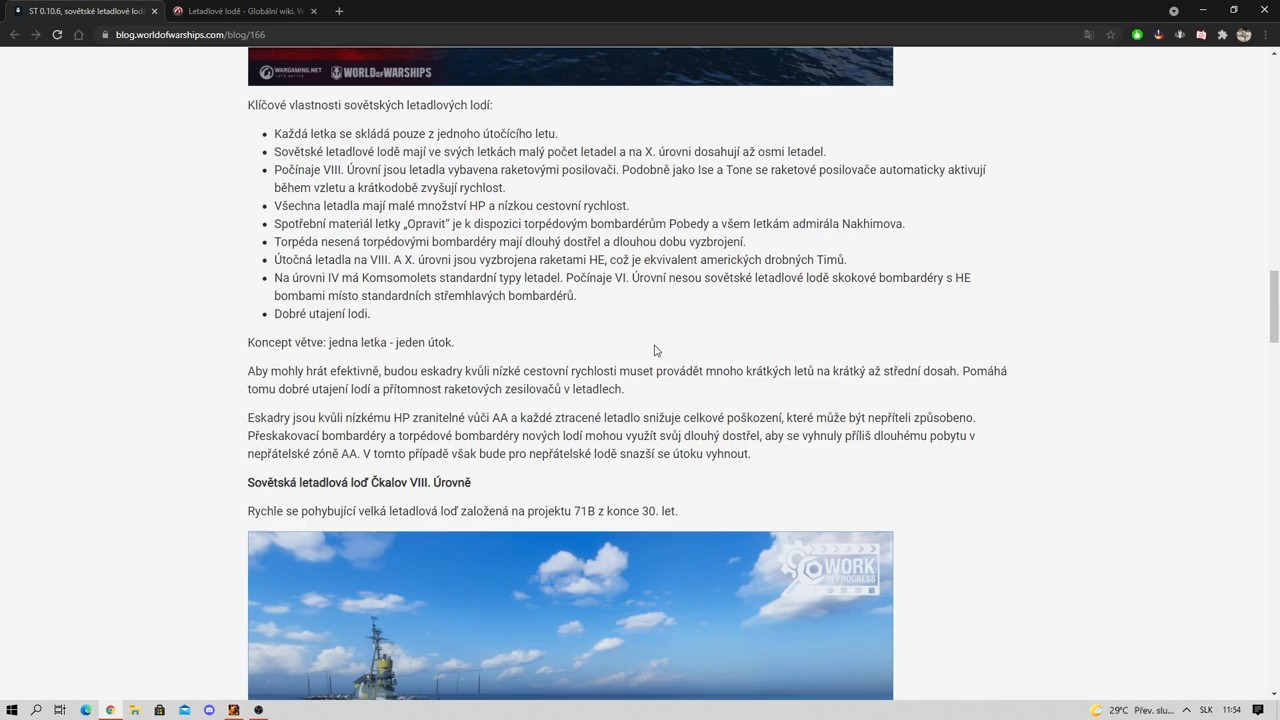 ST 0.10.6, sovětské letadlové lodi
Letadlové lodě - Globální wiki. W
blog.worldofwarships.com/blog/166
WARGAMING.NET
LET'S BATTLE
WORLD OF WARSHIPS
Klíčové vlastnosti sovětských letadlových lodí:
Každá letka se skládá pouze z jednoho útočícího letu.
Sovětské letadlové lodě mají ve svých letkách malý počet letadel a na X. úrovni dosahují až osmi letadel.
Počínaje VIII. Úrovní jsou letadla vybavena raketovými posilovači. Podobně jako Ise a Tone se raketové posilovače automaticky aktivují
během vzletu a krátkodobě zvyšují rychlost.
Všechna letadla mají malé množství HP a nízkou cestovní rychlost.
Spotřební materiál letky „Opravit“ je k dispozici torpédovým bombardérům Pobedy a všem letkám admirála Nakhimova.
Torpéda nesená torpédovými bombardéry mají dlouhý dostřel a dlouhou dobu vyzbrojení.
Útočná letadla na VIII. A X. úrovni jsou vyzbrojena raketami HE, což je ekvivalent amerických drobných Timů.
Na úrovni IV má Komsomolets standardní typy letadel. Počínaje VI. Úrovní nesou sovětské letadlové lodě skokové bombardéry s HE
bombami místo standardních střemhlavých bombardérů.
Dobré utajení lodi.
Koncept větve: jedna letka - jeden útok.
Aby mohly hrát efektivně, budou eskadry kvůli nízké cestovní rychlosti muset provádět mnoho krátkých letů na krátký až střední dosah. Pomáhá
tomu dobré utajení lodí a přítomnost raketových zesilovačů v letadlech.
Eskadry jsou kvůli nízkému HP zranitelné vůči AA a každé ztracené letadlo snižuje celkové poškození, které může být nepříteli způsobeno.
Přeskakovací bombardéry a torpédové bombardéry nových lodí mohou využít svůj dlouhý dostřel, aby se vyhnuly příliš dlouhému pobytu v
nepřátelské zóně AA. V tomto případě však bude pro nepřátelské lodě snazší se útoku vyhnout.
Sovětská letadlová loď Čkalov VIII. Úrovně
Rychle se pohybující velká letadlová loď založená na projektu 71B z konce 30. let.
WORK
IN PROGRESS
29°C Přev. slu...
SLK
11:54